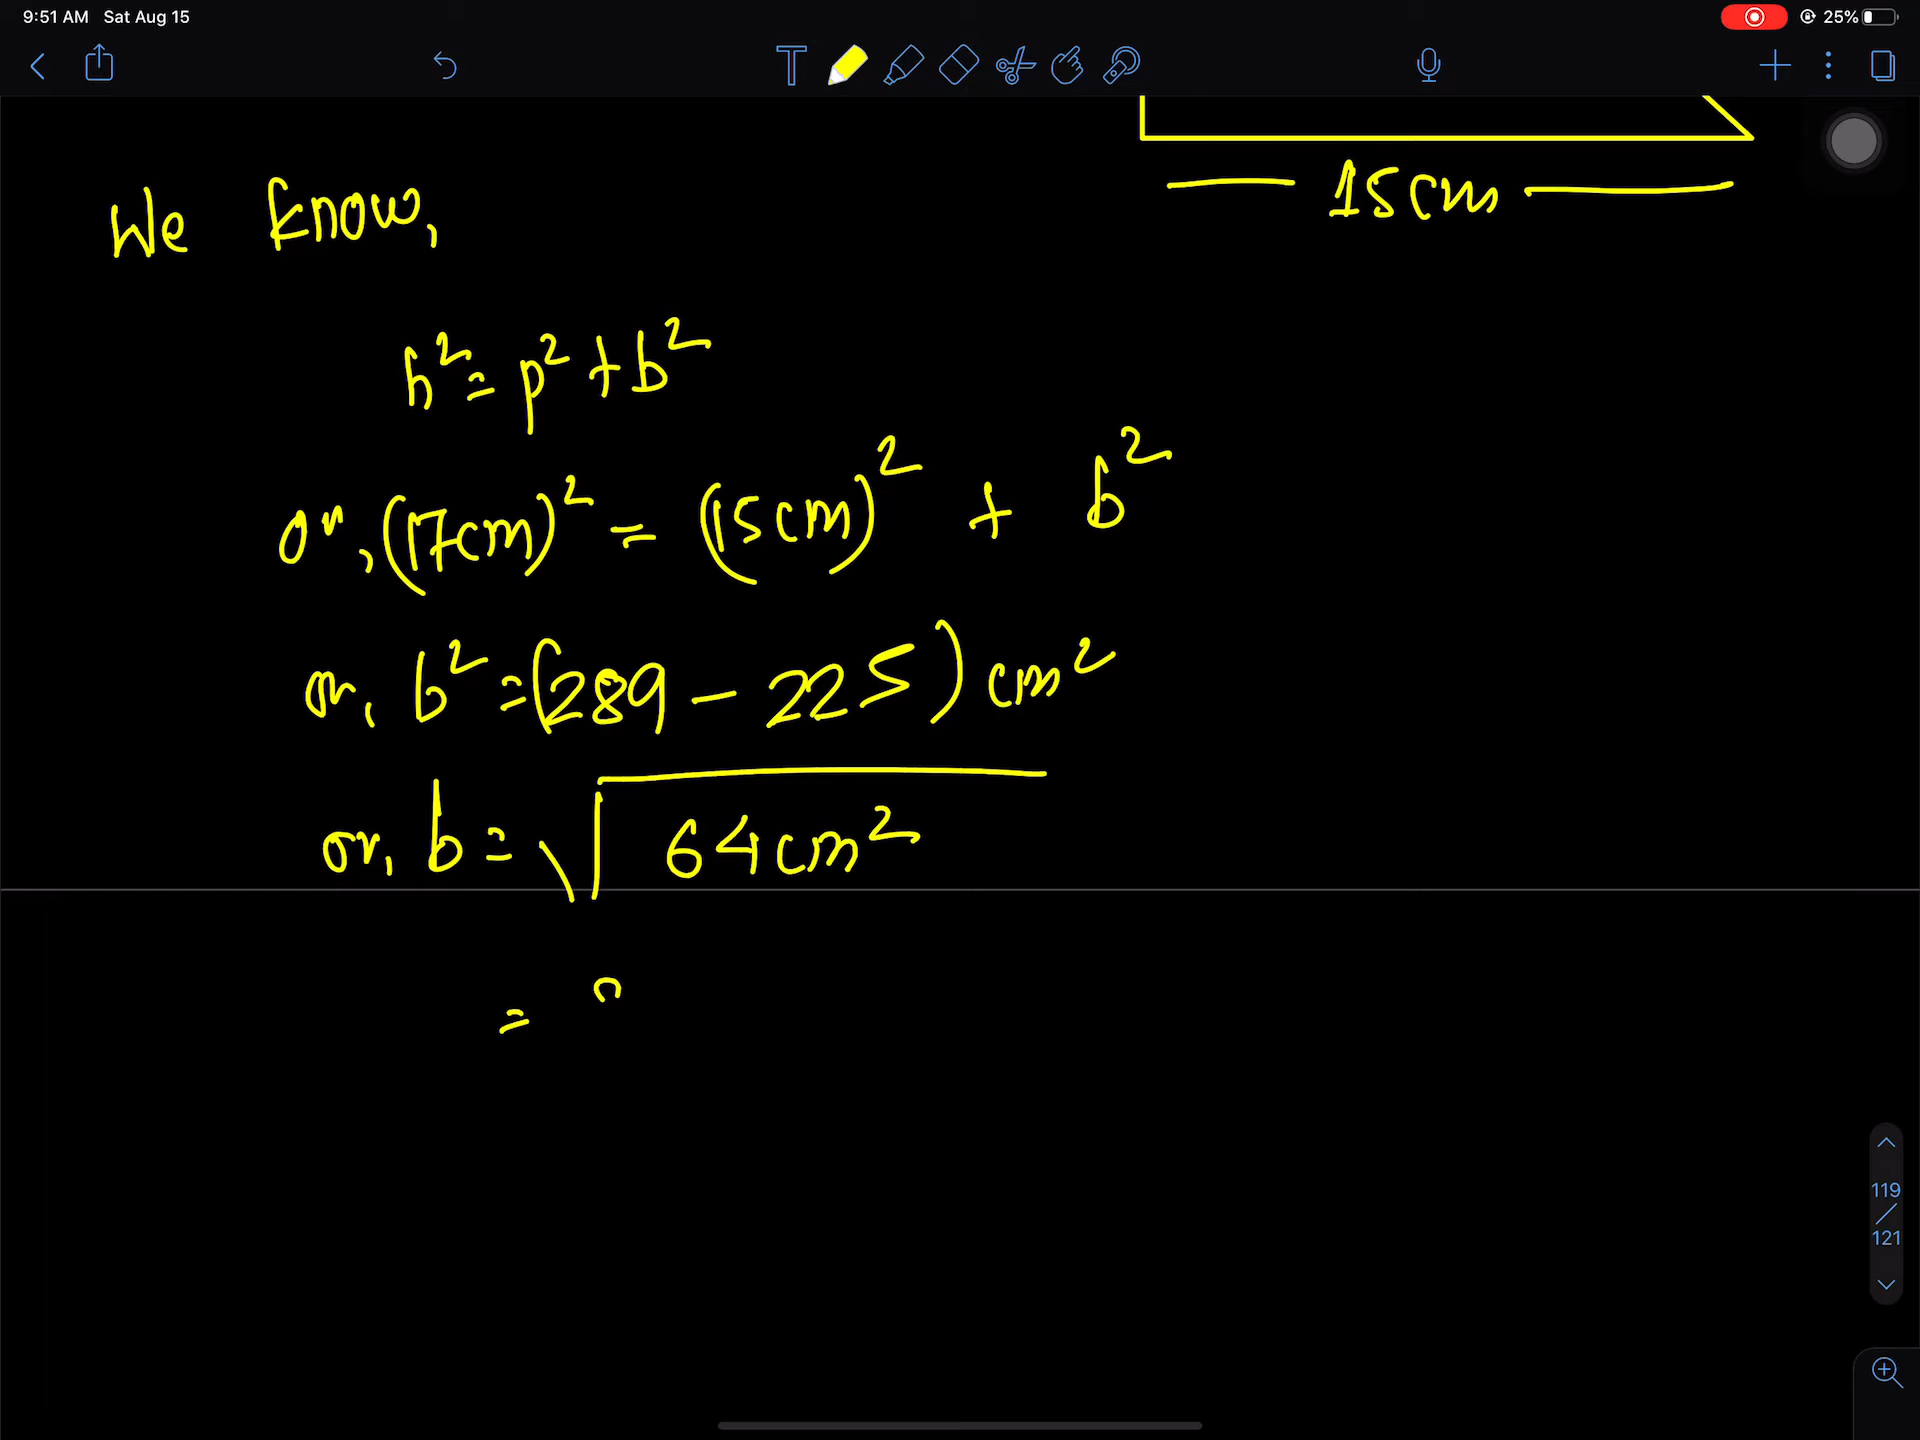 9:51 AM Sat Aug 15
25%
T
15cm
We know,
h² = p² + b²
or, (17cm)² = (15cm)² + b²
or, b² = (289 - 225) cm²
or, b = √64cm²
=
119
/
121